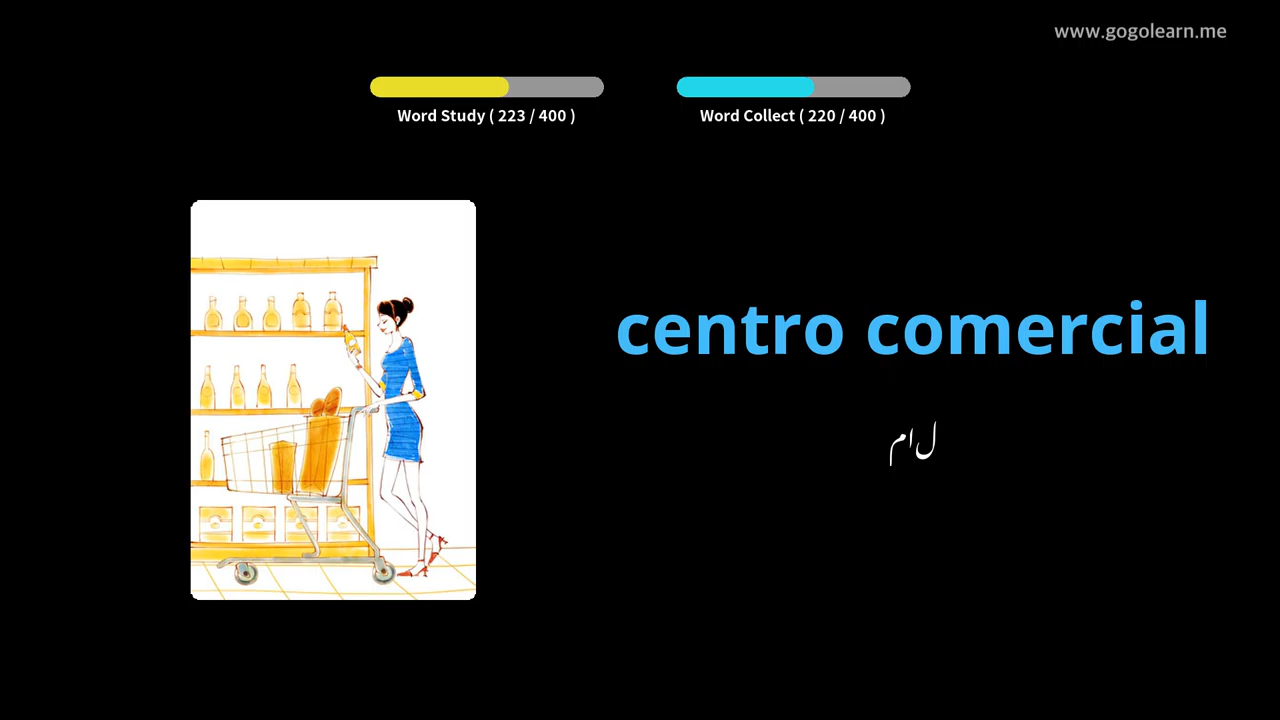 www.gogolearn.me
Word Study ( 223 / 400 )
Word Collect ( 220 / 400 )
centro comercial
مال